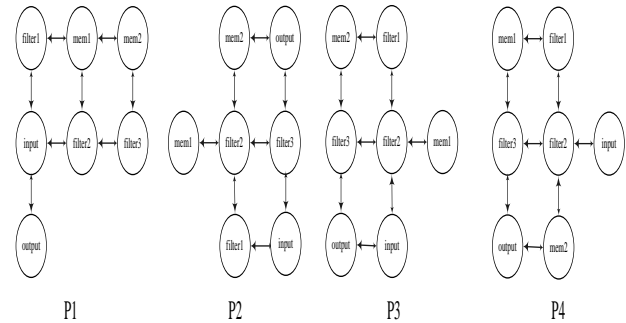 filter1 mem1 mem2 mem2 output mem2 filter1 mem1 filter1
input filter2 filter3 mem1 filter2 filter3 filter3 filter2 mem1 filter3 filter2 input
output filter1 input output input output mem2
P1 P2 P3 P4